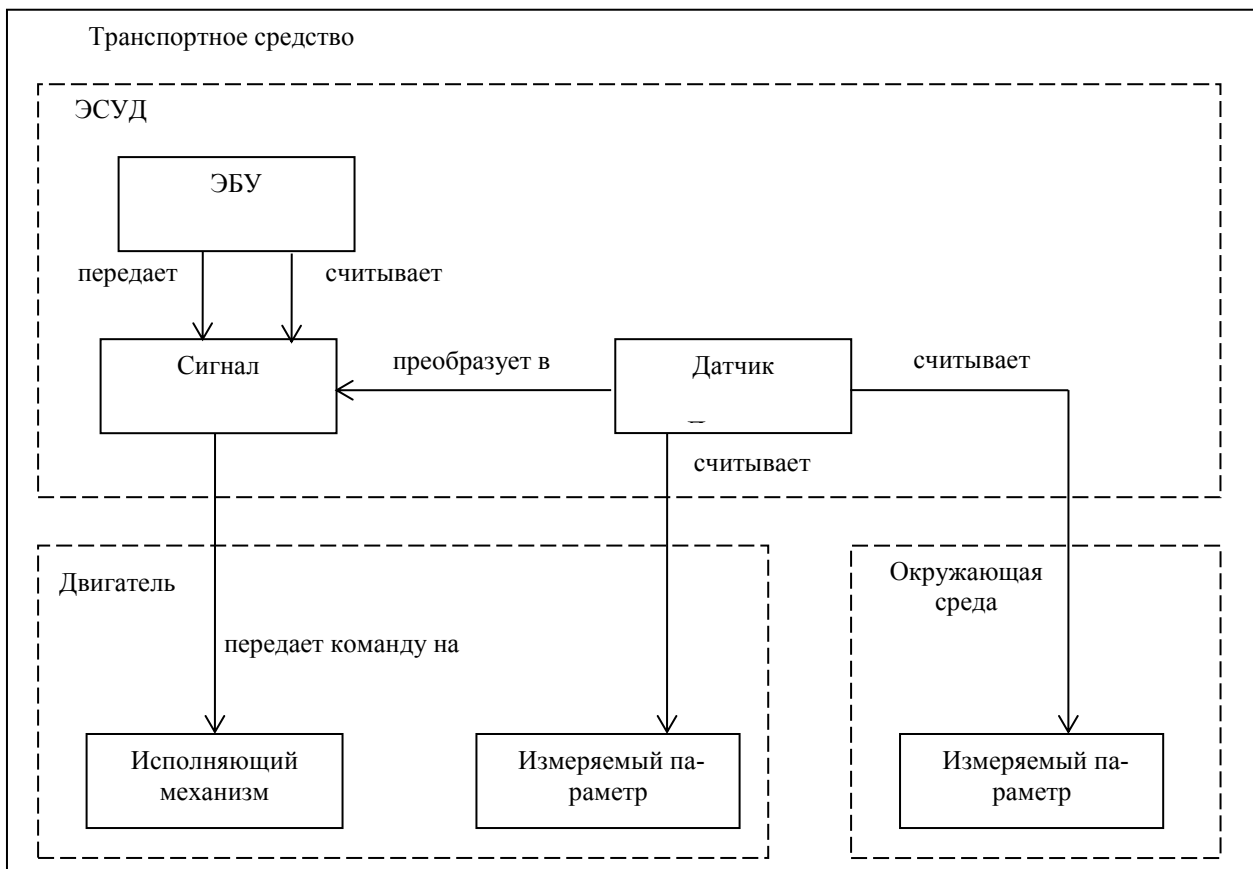 Транспортное средство
ЭСУД
ЭБУ
передает
считывает
Сигнал
преобразует в
Датчик
считывает
считывает
Двигатель
Окружающая
среда
передает команду на
Исполняющий
механизм
Измеряемый па-
раметр
Измеряемый па-
раметр